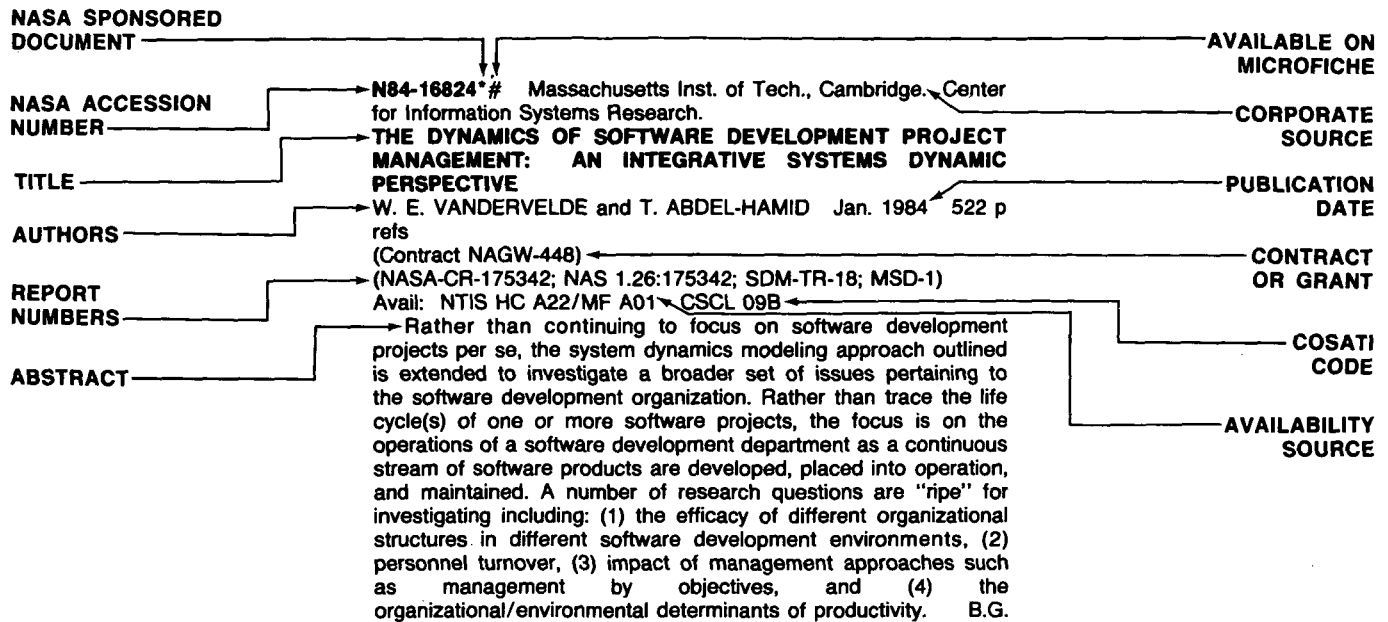 NASA SPONSORED
DOCUMENT
AVAILABLE ON
MICROFICHE
NASA ACCESSION
NUMBER
N84-16824*# Massachusetts Inst. of Tech., Cambridge. Center
for Information Systems Research.
CORPORATE
SOURCE
TITLE
THE DYNAMICS OF SOFTWARE DEVELOPMENT PROJECT
MANAGEMENT: AN INTEGRATIVE SYSTEMS DYNAMIC
PERSPECTIVE
PUBLICATION
DATE
AUTHORS
W. E. VANDERVELDE and T. ABDEL-HAMID Jan. 1984 522 p
refs
(Contract NAGW-448)
CONTRACT
OR GRANT
REPORT
NUMBERS
(NASA-CR-175342; NAS 1.26:175342; SDM-TR-18; MSD-1)
Avail: NTIS HC A22/MF A01 CSCL 09B
COSATI
CODE
AVAILABILITY
SOURCE
ABSTRACT
Rather than continuing to focus on software development
projects per se, the system dynamics modeling approach outlined
is extended to investigate a broader set of issues pertaining to
the software development organization. Rather than trace the life
cycle(s) of one or more software projects, the focus is on the
operations of a software development department as a continuous
stream of software products are developed, placed into operation,
and maintained. A number of research questions are "ripe" for
investigating including: (1) the efficacy of different organizational
structures in different software development environments, (2)
personnel turnover, (3) impact of management approaches such
as management by objectives, and (4) the
organizational/environmental determinants of productivity. B.G.